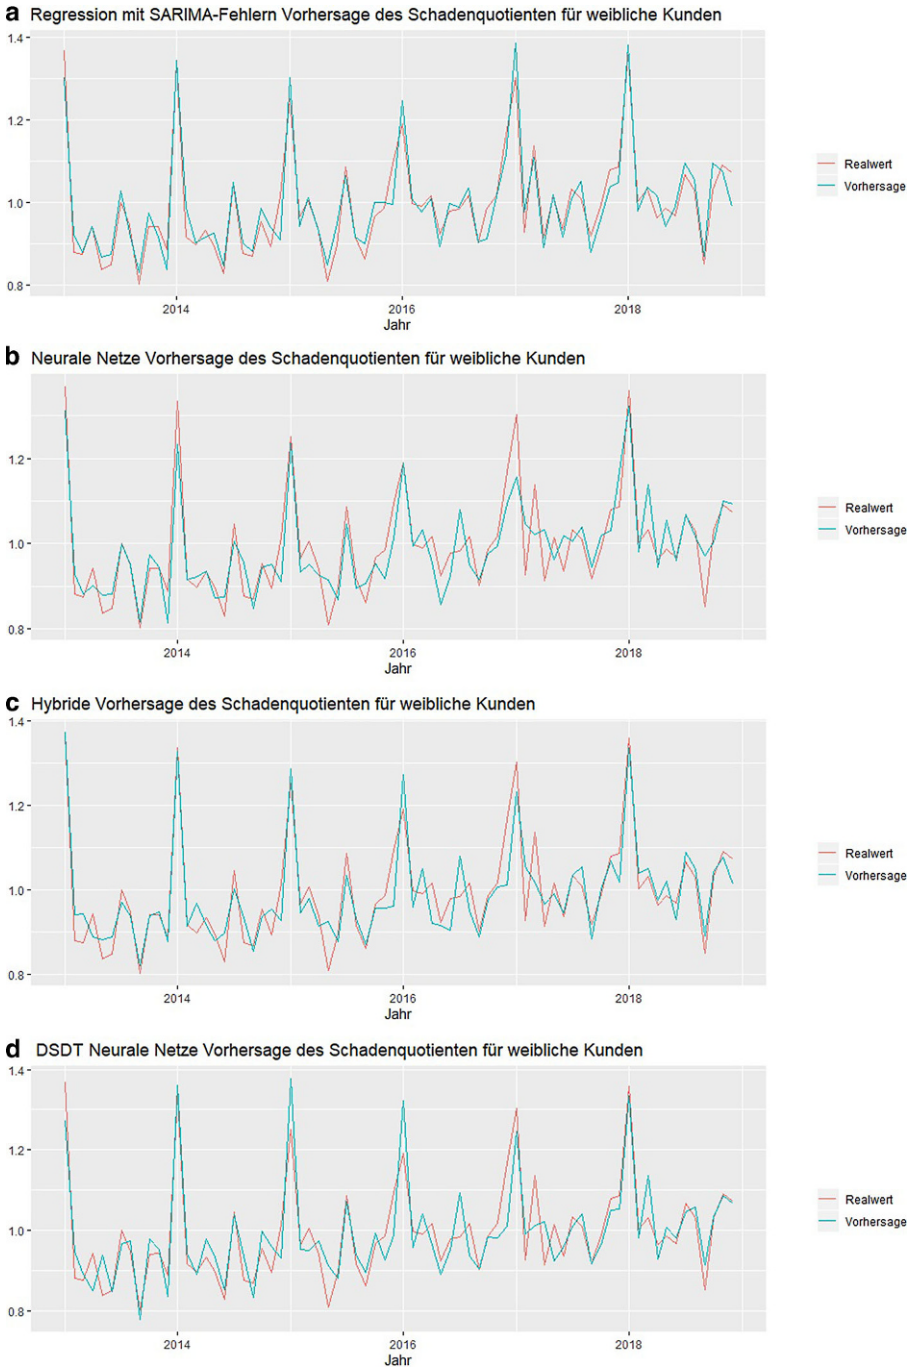 a Regression mit SARIMA-Fehlern Vorhersage des Schadenquotienten für weibliche Kunden
1.4
1.2
1.0
0.8
2014 2016 2018
Jahr
Realwert
Vorhersage
b Neurale Netze Vorhersage des Schadenquotienten für weibliche Kunden
1.2
1.0
0.8
2014 2016 2018
Jahr
Realwert
Vorhersage
c Hybride Vorhersage des Schadenquotienten für weibliche Kunden
1.4
1.2
1.0
0.8
2014 2016 2018
Jahr
Realwert
Vorhersage
d DSDT Neurale Netze Vorhersage des Schadenquotienten für weibliche Kunden
1.4
1.2
1.0
0.8
2014 2016 2018
Jahr
Realwert
Vorhersage